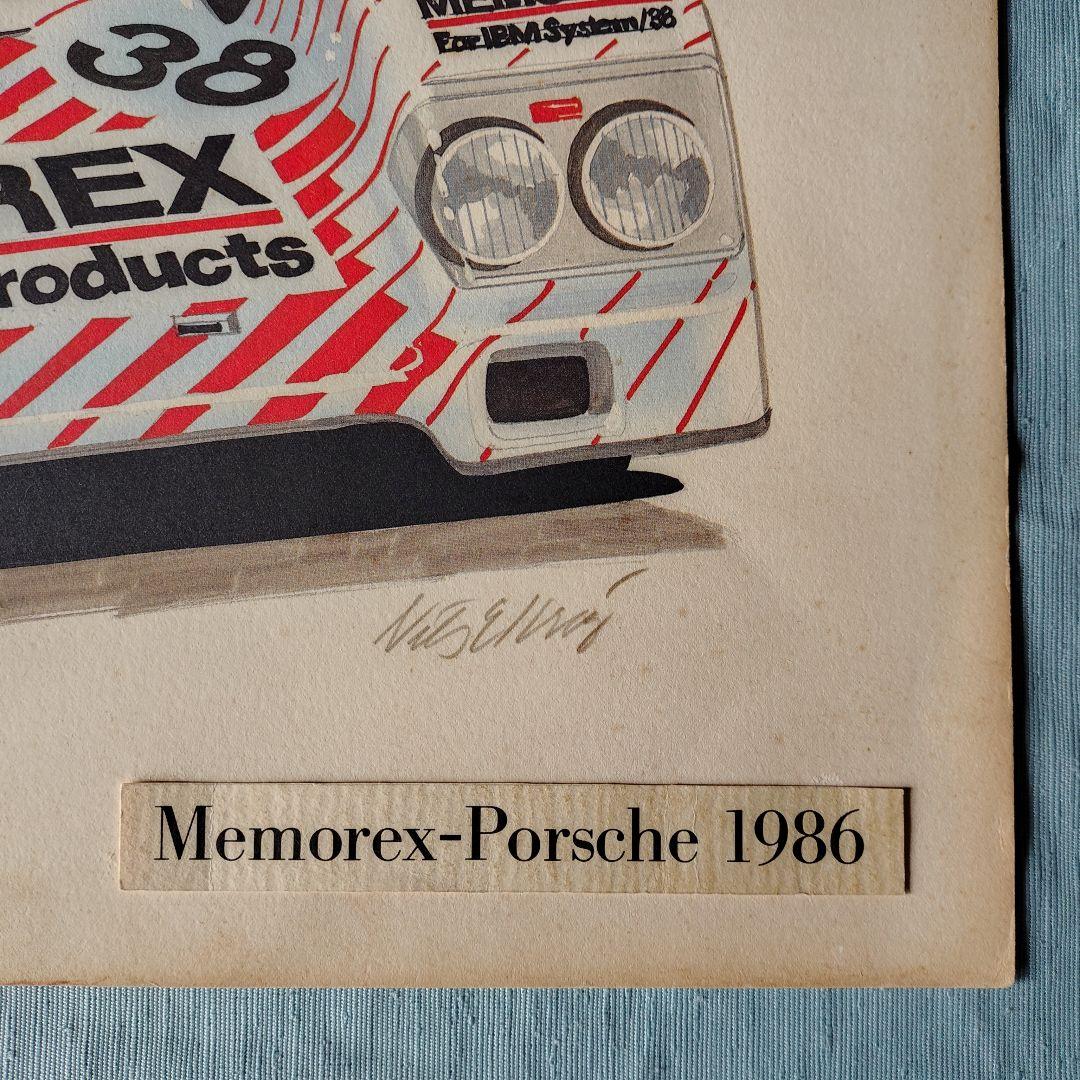 For IBM System/38
38
REX
roducts
Memorex-Porsche 1986